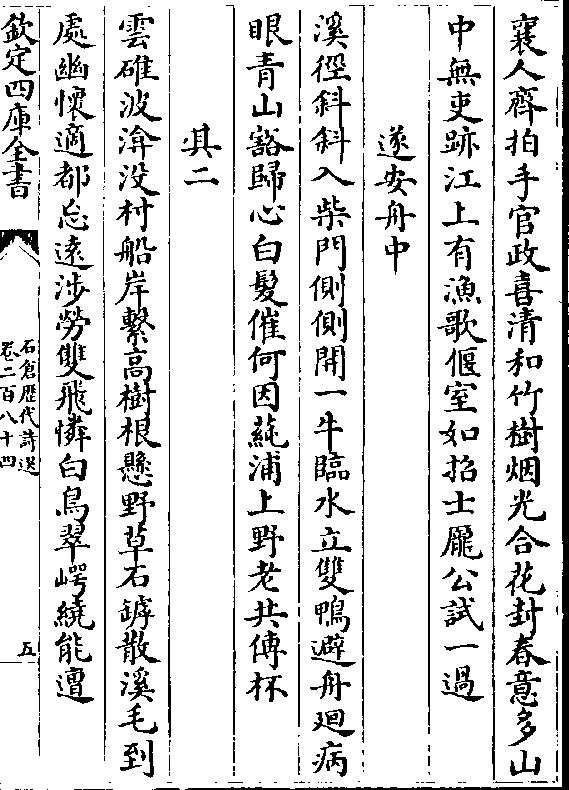 襄人齊拍手官政喜清和竹樹烟光合花封春意多山
中無吏跡江上有漁歌偃室如招士龐公試一過
遂安舟中
溪徑斜斜入柴門側側開一牛臨水立雙鴨避舟廻病
眼青山豁歸心白髮催何因蒓浦上野老共傳杯
其二
雲碓波渰没村船岸繫高樹根懸野草石罅散溪毛到
處幽懷適都忘遠涉勞雙飛憐白鳥翠崿繞能遭
欽定四庫全書
石倉歷代詩選
卷二百八十四
五